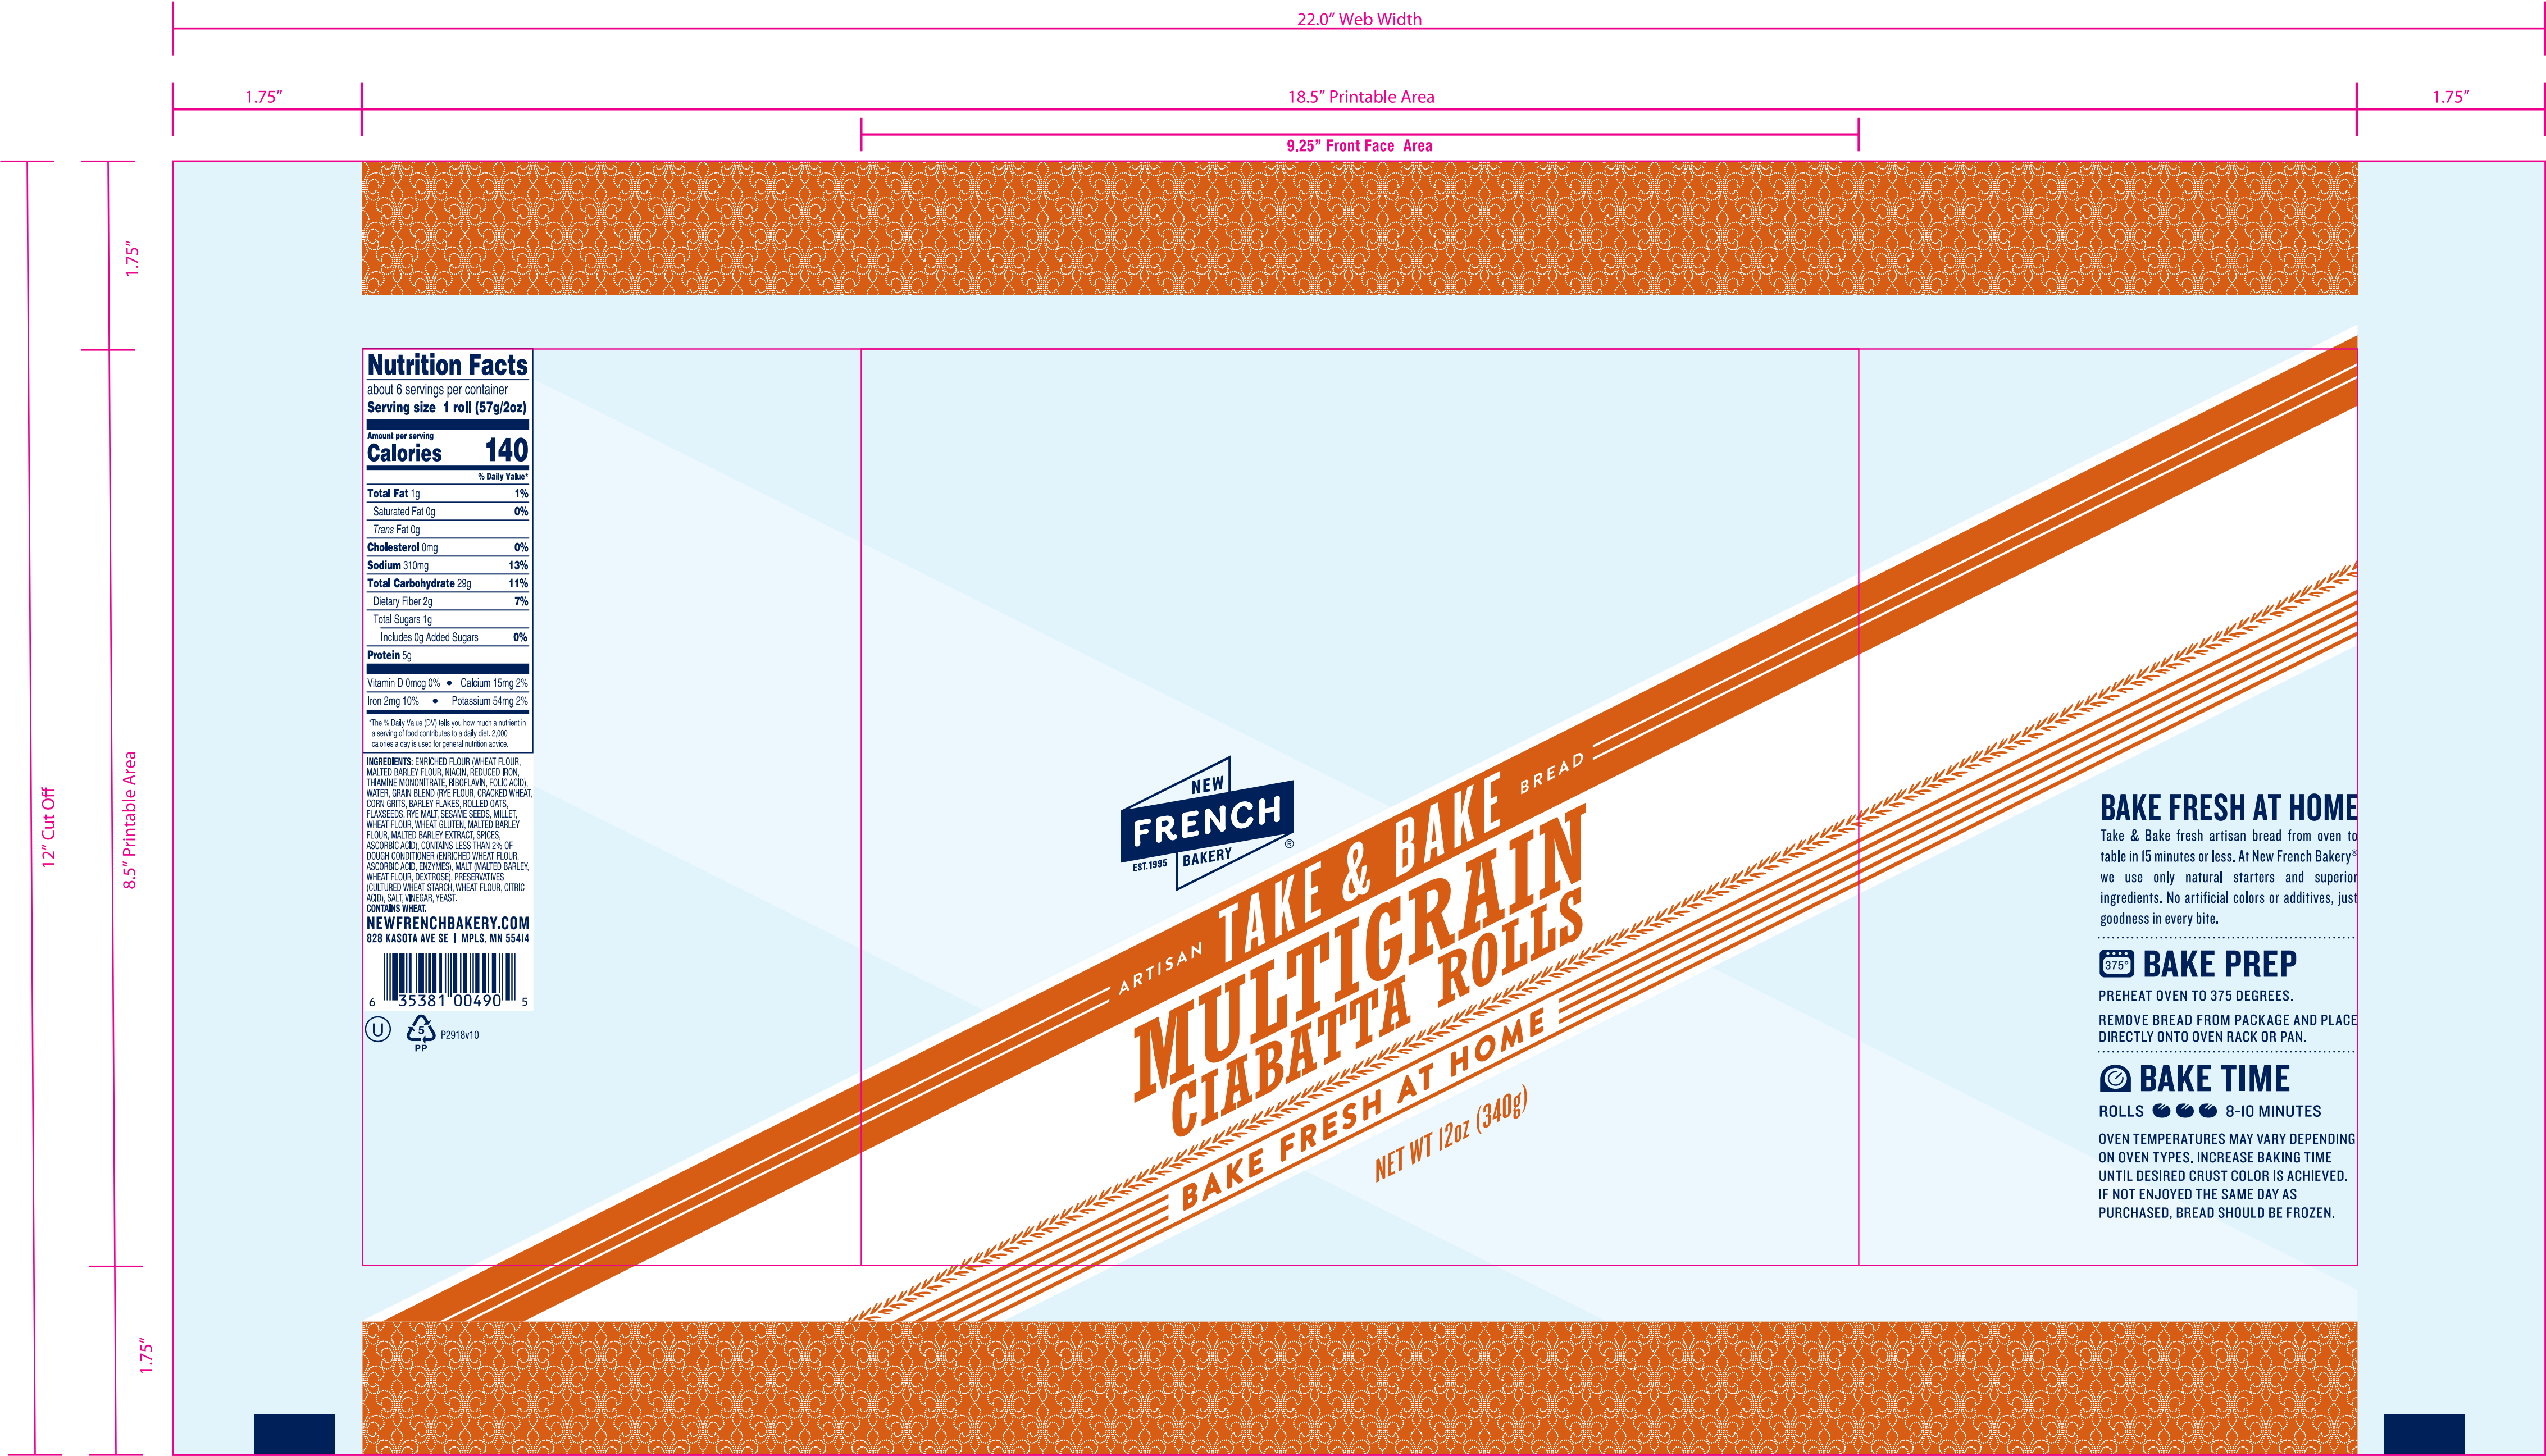 22.0" Web Width
1.75"
18.5" Printable Area
1.75"
9.25" Front Face Area
12" Cut Off
1.75"
8.5" Printable Area
1.75"
Nutrition Facts
about 6 servings per container
Serving size 1 roll (57g/2oz)
Amount per serving
Calories 140
% Daily Value*
Total Fat 1g 1%
Saturated Fat 0g 0%
Trans Fat 0g
Cholesterol 0mg 0%
Sodium 310mg 13%
Total Carbohydrate 29g 11%
Dietary Fiber 2g 7%
Total Sugars 1g
Includes 0g Added Sugars 0%
Protein 5g
Vitamin D 0mcg 0% • Calcium 15mg 2%
Iron 2mg 10% • Potassium 54mg 2%
*The % Daily Value (DV) tells you how much a nutrient in
a serving of food contributes to a daily diet. 2,000
calories a day is used for general nutrition advice.
INGREDIENTS: ENRICHED FLOUR (WHEAT FLOUR,
MALTED BARLEY FLOUR, NIACIN, REDUCED IRON,
THIAMINE MONONITRATE, RIBOFLAVIN, FOLIC ACID),
WATER, GRAIN BLEND (RYE FLOUR, CRACKED WHEAT,
CORN GRITS, BARLEY FLAKES, ROLLED OATS,
FLAXSEEDS, RYE MALT, SESAME SEEDS, MILLET,
WHEAT FLOUR, WHEAT GLUTEN, MALTED BARLEY
FLOUR, MALTED BARLEY EXTRACT, SPICES,
ASCORBIC ACID), CONTAINS LESS THAN 2% OF
DOUGH CONDITIONER (ENRICHED WHEAT FLOUR,
ASCORBIC ACID, ENZYMES), MALT (MALTED BARLEY,
WHEAT FLOUR, DEXTROSE), PRESERVATIVES
(CULTURED WHEAT STARCH, WHEAT FLOUR, CITRIC
ACID), SALT, VINEGAR, YEAST.
CONTAINS WHEAT.
NEWFRENCHBAKERY.COM
828 KASOTA AVE SE | MPLS, MN 55414
6 35381 00490 5
U
5
PP
P2918v10
NEW
FRENCH
EST. 1995 BAKERY ®
ARTISAN TAKE & BAKE BREAD
MULTIGRAIN
CIABATTA ROLLS
BAKE FRESH AT HOME
NET WT 12oz (340g)
BAKE FRESH AT HOME
Take & Bake fresh artisan bread from oven to
table in 15 minutes or less. At New French Bakery®
we use only natural starters and superior
ingredients. No artificial colors or additives, just
goodness in every bite.
375° BAKE PREP
PREHEAT OVEN TO 375 DEGREES.
REMOVE BREAD FROM PACKAGE AND PLACE
DIRECTLY ONTO OVEN RACK OR PAN.
BAKE TIME
ROLLS 8-10 MINUTES
OVEN TEMPERATURES MAY VARY DEPENDING
ON OVEN TYPES. INCREASE BAKING TIME
UNTIL DESIRED CRUST COLOR IS ACHIEVED.
IF NOT ENJOYED THE SAME DAY AS
PURCHASED, BREAD SHOULD BE FROZEN.